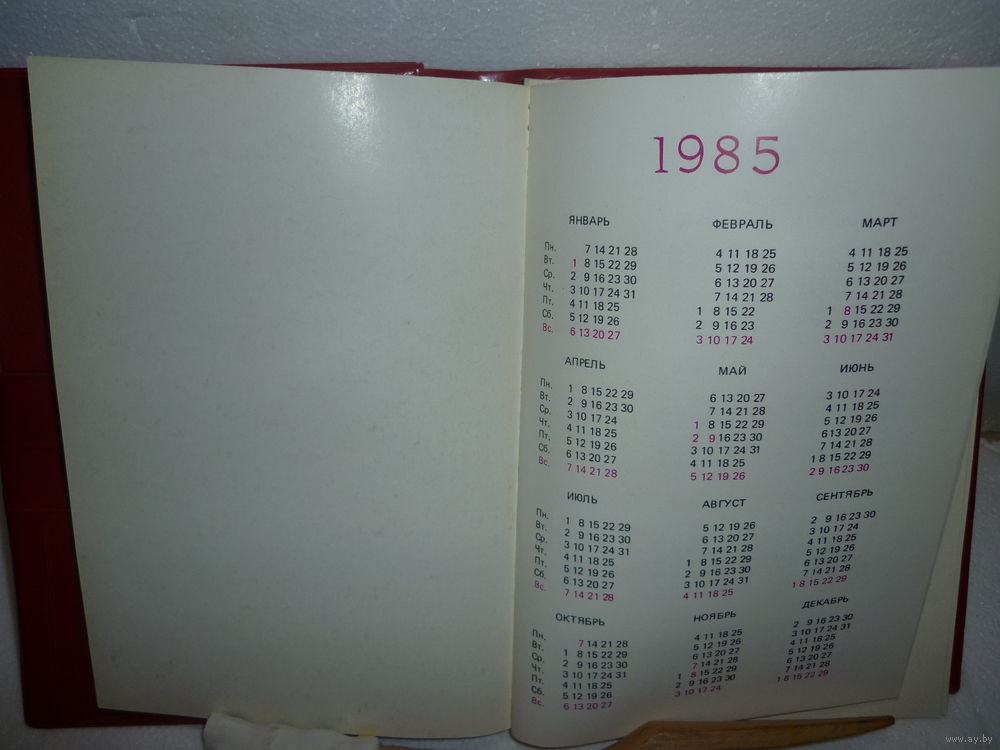 1985
ЯНВАРЬ ФЕВРАЛЬ МАРТ
Пн. 7 14 21 28 4 11 18 25 4 11 18 25
Вт. 1 8 15 22 29 5 12 19 26 5 12 19 26
Ср. 2 9 16 23 30 6 13 20 27 6 13 20 27
Чт. 3 10 17 24 31 7 14 21 28 7 14 21 28
Пт. 4 11 18 25 1 8 15 22 1 8 15 22 29
Сб. 5 12 19 26 2 9 16 23 2 9 16 23 30
Вс. 6 13 20 27 3 10 17 24 3 10 17 24 31
АПРЕЛЬ МАЙ ИЮНЬ
Пн. 1 8 15 22 29 6 13 20 27 3 10 17 24
Вт. 2 9 16 23 30 7 14 21 28 4 11 18 25
Ср. 3 10 17 24 1 8 15 22 29 5 12 19 26
Чт. 4 11 18 25 2 9 16 23 30 6 13 20 27
Пт. 5 12 19 26 3 10 17 24 31 7 14 21 28
Сб. 6 13 20 27 4 11 18 25 1 8 15 22 29
Вс. 7 14 21 28 5 12 19 26 2 9 16 23 30
ИЮЛЬ АВГУСТ СЕНТЯБРЬ
Пн. 1 8 15 22 29 5 12 19 26 2 9 16 23 30
Вт. 2 9 16 23 30 6 13 20 27 3 10 17 24
Ср. 3 10 17 24 31 7 14 21 28 4 11 18 25
Чт. 4 11 18 25 1 8 15 22 29 5 12 19 26
Пт. 5 12 19 26 2 9 16 23 30 6 13 20 27
Сб. 6 13 20 27 3 10 17 24 31 7 14 21 28
Вс. 7 14 21 28 4 11 18 25 1 8 15 22 29
ОКТЯБРЬ НОЯБРЬ ДЕКАБРЬ
Пн. 7 14 21 28 4 11 18 25 2 9 16 23 30
Вт. 1 8 15 22 29 5 12 19 26 3 10 17 24 31
Ср. 2 9 16 23 30 6 13 20 27 4 11 18 25
Чт. 3 10 17 24 31 7 14 21 28 5 12 19 26
Пт. 4 11 18 25 1 8 15 22 29 6 13 20 27
Сб. 5 12 19 26 2 9 16 23 30 7 14 21 28
Вс. 6 13 20 27 3 10 17 24 1 8 15 22 29
www.ay.by